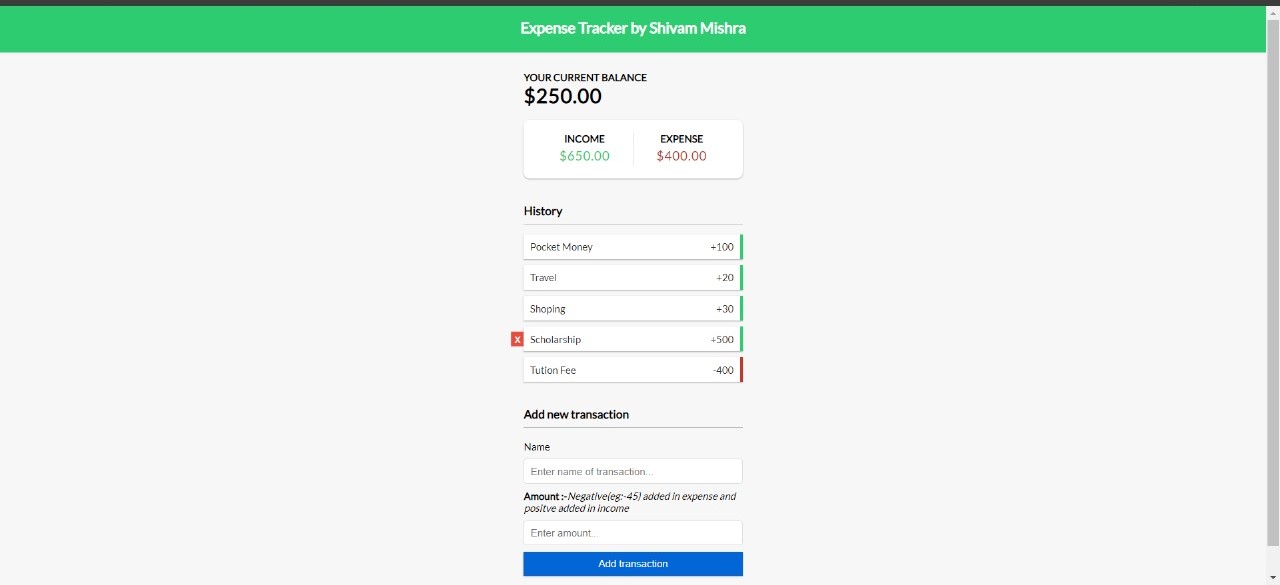 Expense Tracker by Shivam Mishra
YOUR CURRENT BALANCE
$250.00
INCOME EXPENSE
$650.00 $400.00
History
Pocket Money +100
Travel +20
Shoping +30
x Scholarship +500
Tution Fee -400
Add new transaction
Name
Enter name of transaction...
Amount :-Negative(eg:-45) added in expense and
positve added in income
Enter amount...
Add transaction